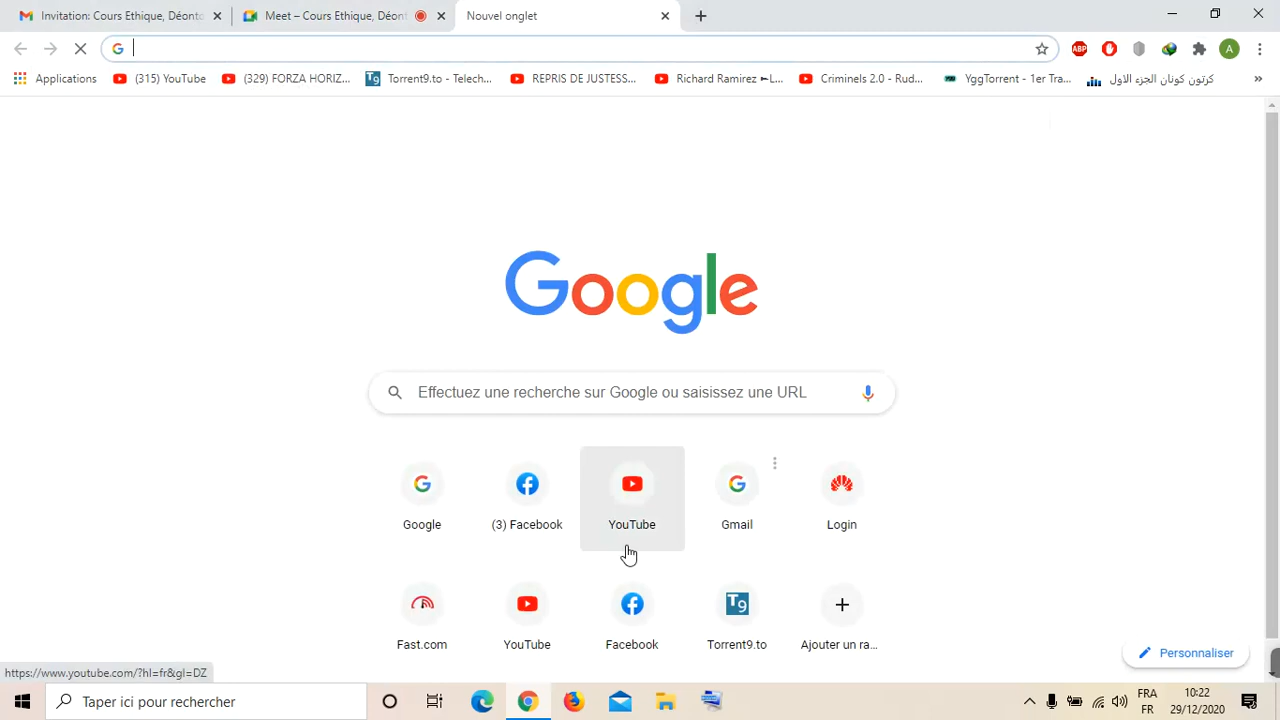 Invitation: Cours Ethique, Déonto
Meet – Cours Ethique, Déont
Nouvel onglet
Applications
(315) YouTube
(329) FORZA HORIZ...
Torrent9.to - Telech...
REPRIS DE JUSTESS...
Richard Ramirez ►L...
Criminels 2.0 - Rud...
YggTorrent - 1er Tra...
كرتون كونان الجزء الاول
Google
Effectuez une recherche sur Google ou saisissez une URL
Google
(3) Facebook
YouTube
Gmail
Login
Fast.com
YouTube
Facebook
Torrent9.to
Ajouter un ra...
Personnaliser
https://www.youtube.com/?hl=fr&gl=DZ
Taper ici pour rechercher
FRA
FR
10:22
29/12/2020